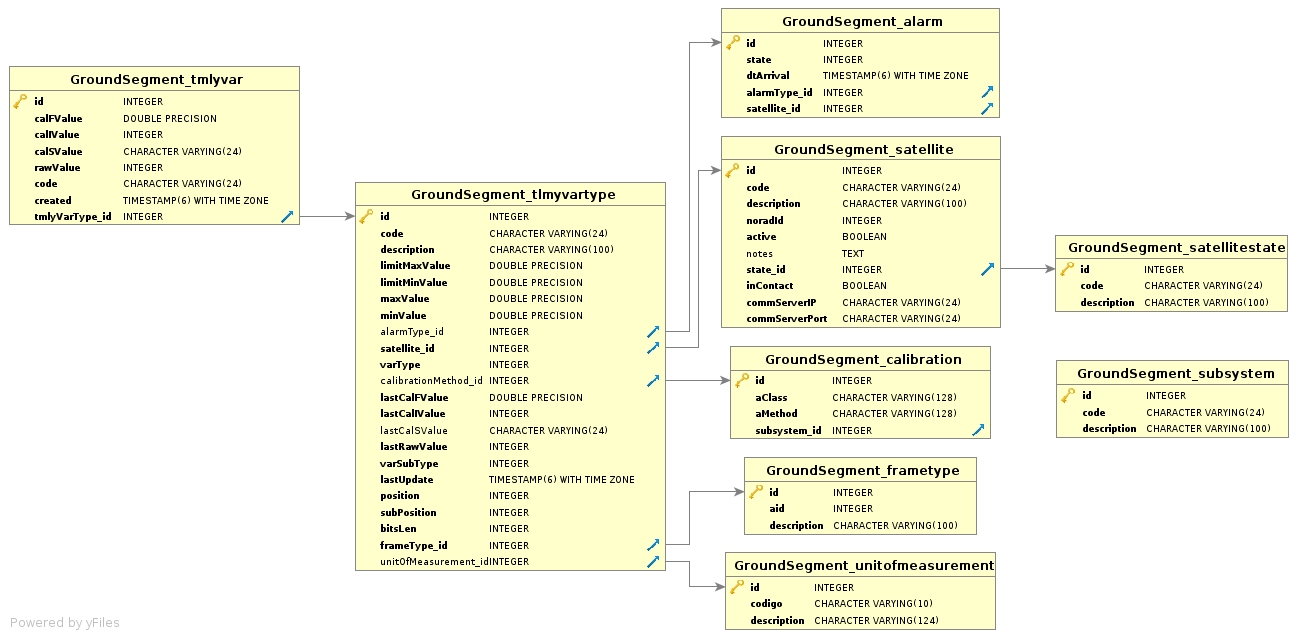 GroundSegment_tmlyvar
id INTEGER
calFValue DOUBLE PRECISION
calIValue INTEGER
calSValue CHARACTER VARYING(24)
rawValue INTEGER
code CHARACTER VARYING(24)
created TIMESTAMP(6) WITH TIME ZONE
tmlyVarType_id INTEGER
GroundSegment_tlmyvartype
id INTEGER
code CHARACTER VARYING(24)
description CHARACTER VARYING(100)
limitMaxValue DOUBLE PRECISION
limitMinValue DOUBLE PRECISION
maxValue DOUBLE PRECISION
minValue DOUBLE PRECISION
alarmType_id INTEGER
satellite_id INTEGER
varType INTEGER
calibrationMethod_id INTEGER
lastCalFValue DOUBLE PRECISION
lastCalIValue INTEGER
lastCalSValue CHARACTER VARYING(24)
lastRawValue INTEGER
varSubType INTEGER
lastUpdate TIMESTAMP(6) WITH TIME ZONE
position INTEGER
subPosition INTEGER
bitsLen INTEGER
frameType_id INTEGER
unitOfMeasurement_id INTEGER
GroundSegment_alarm
id INTEGER
state INTEGER
dtArrival TIMESTAMP(6) WITH TIME ZONE
alarmType_id INTEGER
satellite_id INTEGER
GroundSegment_satellite
id INTEGER
code CHARACTER VARYING(24)
description CHARACTER VARYING(100)
noradId INTEGER
active BOOLEAN
notes TEXT
state_id INTEGER
inContact BOOLEAN
commServerIP CHARACTER VARYING(24)
commServerPort CHARACTER VARYING(24)
GroundSegment_calibration
id INTEGER
aClass CHARACTER VARYING(128)
aMethod CHARACTER VARYING(128)
subsystem_id INTEGER
GroundSegment_frametype
id INTEGER
aid INTEGER
description CHARACTER VARYING(100)
GroundSegment_unitofmeasurement
id INTEGER
codigo CHARACTER VARYING(10)
description CHARACTER VARYING(124)
GroundSegment_satellitestate
id INTEGER
code CHARACTER VARYING(24)
description CHARACTER VARYING(100)
GroundSegment_subsystem
id INTEGER
code CHARACTER VARYING(24)
description CHARACTER VARYING(100)
Powered by yFiles